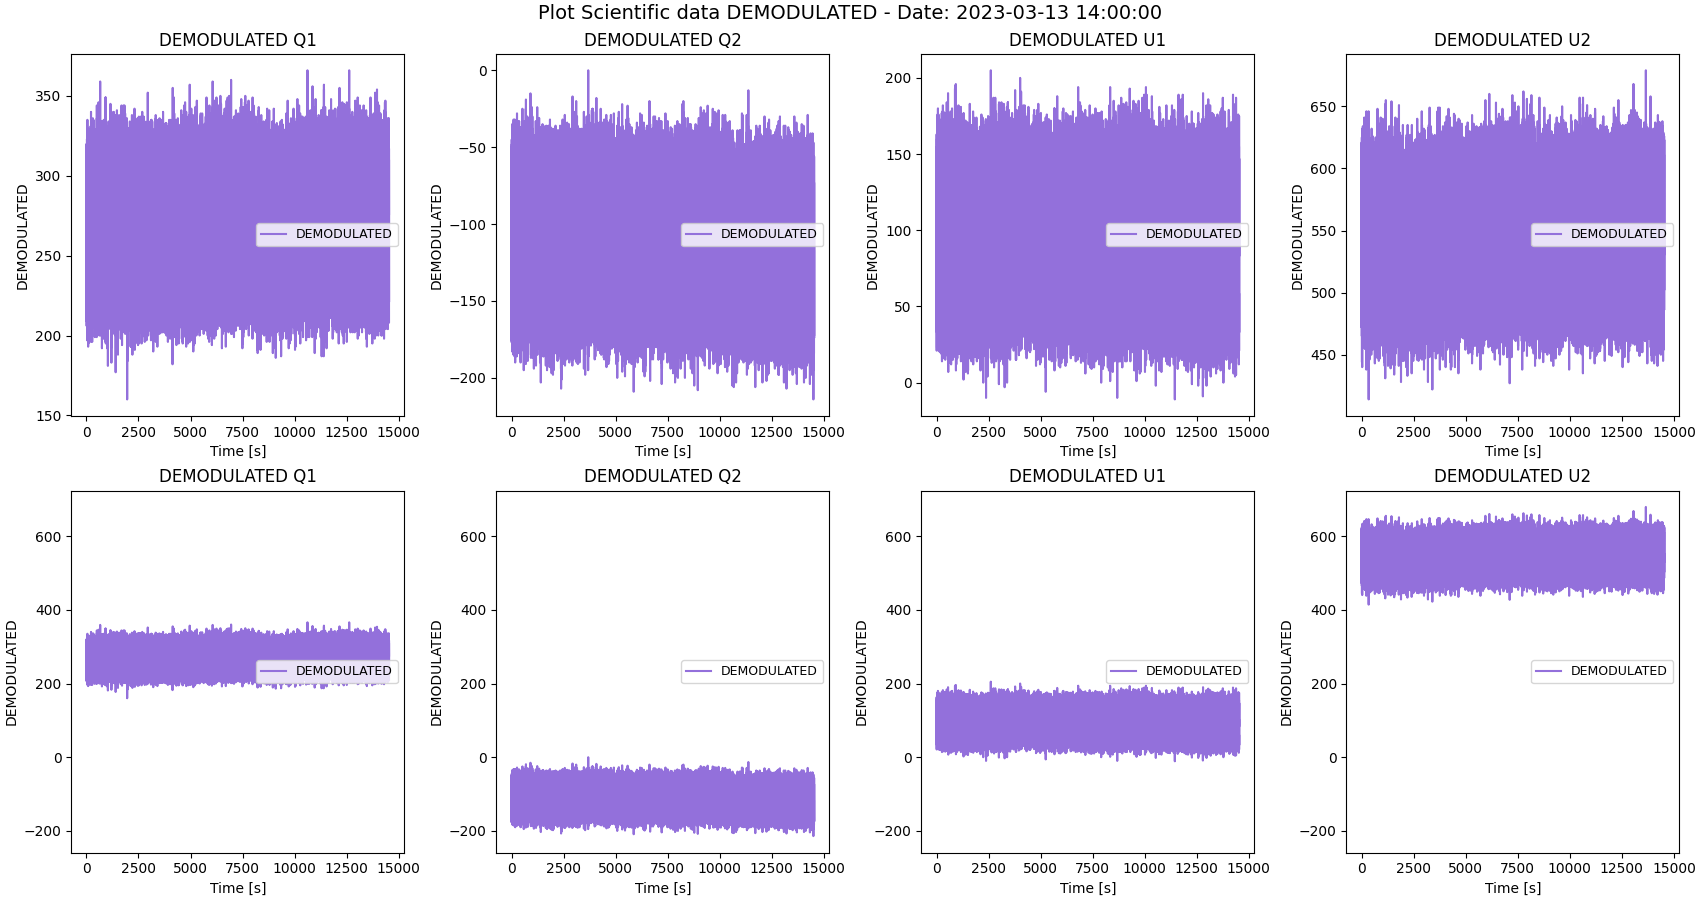 Plot Scientific data DEMODULATED - Date: 2023-03-13 14:00:00
DEMODULATED Q1
DEMODULATED
350
300
250
200
150
DEMODULATED
0 2500 5000 7500 10000 12500 15000
Time [s]
DEMODULATED Q2
DEMODULATED
0
−50
−100
−150
−200
DEMODULATED
0 2500 5000 7500 10000 12500 15000
Time [s]
DEMODULATED U1
DEMODULATED
200
150
100
50
0
DEMODULATED
0 2500 5000 7500 10000 12500 15000
Time [s]
DEMODULATED U2
DEMODULATED
650
600
550
500
450
DEMODULATED
0 2500 5000 7500 10000 12500 15000
Time [s]
DEMODULATED Q1
DEMODULATED
600
400
200
0
−200
DEMODULATED
0 2500 5000 7500 10000 12500 15000
Time [s]
DEMODULATED Q2
DEMODULATED
600
400
200
0
−200
DEMODULATED
0 2500 5000 7500 10000 12500 15000
Time [s]
DEMODULATED U1
DEMODULATED
600
400
200
0
−200
DEMODULATED
0 2500 5000 7500 10000 12500 15000
Time [s]
DEMODULATED U2
DEMODULATED
600
400
200
0
−200
DEMODULATED
0 2500 5000 7500 10000 12500 15000
Time [s]